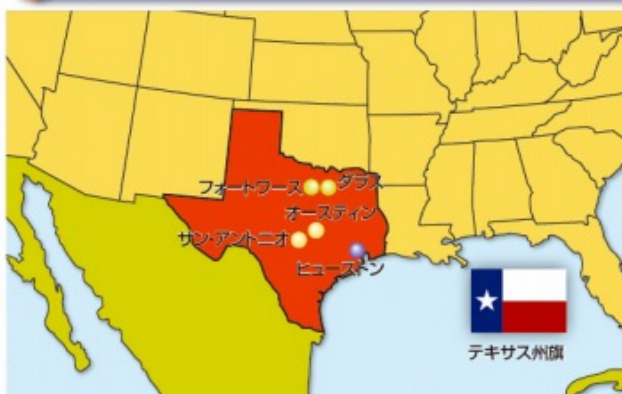 フォートワース ダラス
オースティン
サン・アントニオ
ヒューストン
テキサス州旗